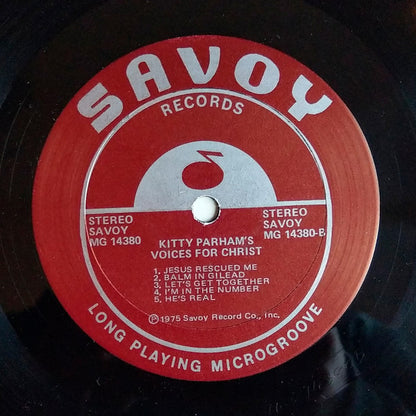 SAVOY
RECORDS
STEREO
SAVOY
MG 14380
STEREO
SAVOY
MG 14380-B
KITTY PARHAM'S
VOICES FOR CHRIST
1. JESUS RESCUED ME
2. BALM IN GILEAD
3. LET'S GET TOGETHER
4. I'M IN THE NUMBER
5. HE'S REAL
℗1975 Savoy Record Co., Inc.
LONG PLAYING MICROGROOVE